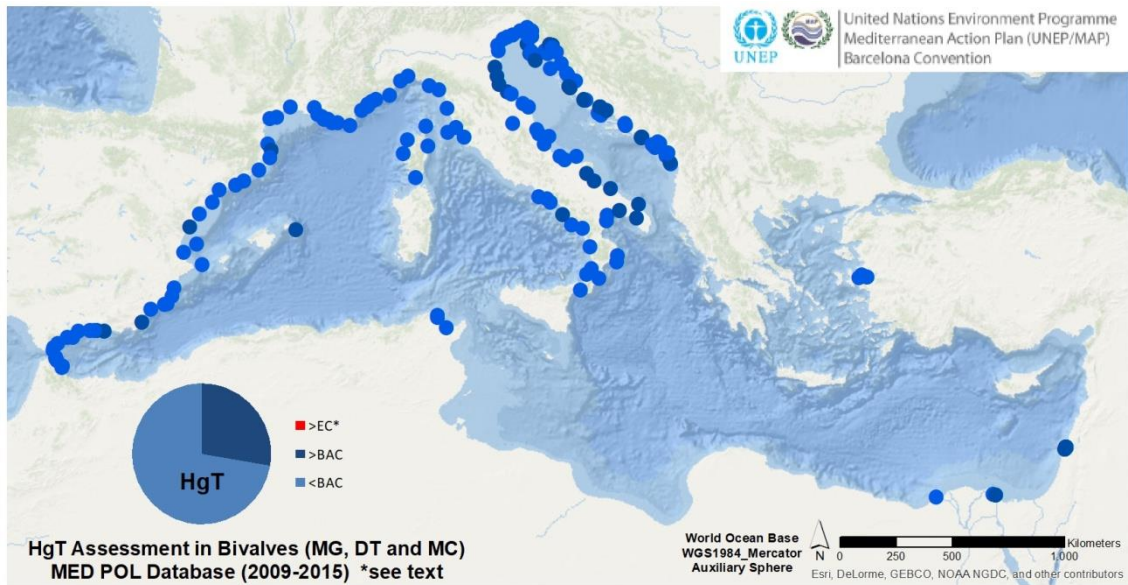 United Nations Environment Programme
Mediterranean Action Plan (UNEP/MAP)
Barcelona Convention
UNEP
MAP
>EC*
>BAC
<BAC
HgT
HgT Assessment in Bivalves (MG, DT and MC)
MED POL Database (2009-2015) *see text
World Ocean Base
WGS1984_Mercator
Auxiliary Sphere
N
Kilometers
0 250 500 1,000
Esri, DeLorme, GEBCO, NOAA NGDC, and other contributors